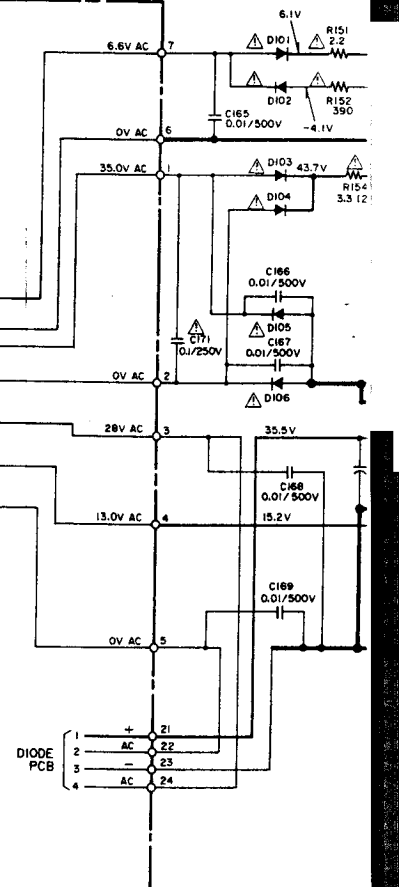 6.1V
D101
R151
2.2
6.6V AC 7
D102
R152
390
C165
0.01/500V
-4.1V
0V AC 6
35.0V AC 1
D103
43.7V
D104
R154
C166
0.01/500V
D105
C171
0.1/250V
C167
0.01/500V
0V AC 2
D106
28V AC 3
35.5V
C168
0.01/500V
13.0V AC 4
15.2V
C169
0.01/500V
0V AC 5
1 + 21
2 AC 22
DIODE
PCB
3 - 23
4 AC 24